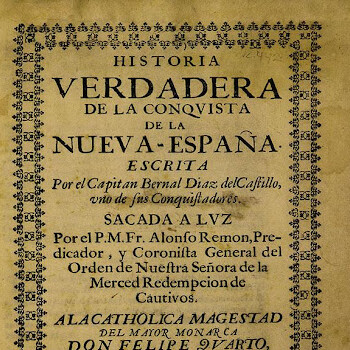 HISTORIA
VERDADERA
DE LA CONQVISTA
DE LA
NUEVA-ESPAÑA.
ESCRITA
Por el Capitan Bernal Diaz del Castillo,
vno de sus Conquistadores.
SACADA A LVZ
Por el P.M.Fr. Alonso Remon, Pre-
dicador, y Coronista General del
Orden de Nuestra Señora de la
Merced Redempcion de
Cautivos.
A LA CATHOLICA MAGESTAD
DEL MAYOR MONARCA
DON FELIPE QVARTO,